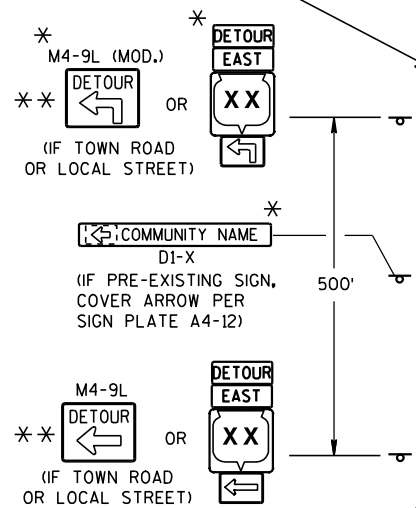 *
*
DETOUR
EAST
M4-9L (MOD.)
**
DETOUR
OR
XX
(IF TOWN ROAD
OR LOCAL STREET)
*
COMMUNITY NAME
D1-X
(IF PRE-EXISTING SIGN,
COVER ARROW PER
SIGN PLATE A4-12)
500'
DETOUR
EAST
M4-9L
**
DETOUR
OR
XX
(IF TOWN ROAD
OR LOCAL STREET)